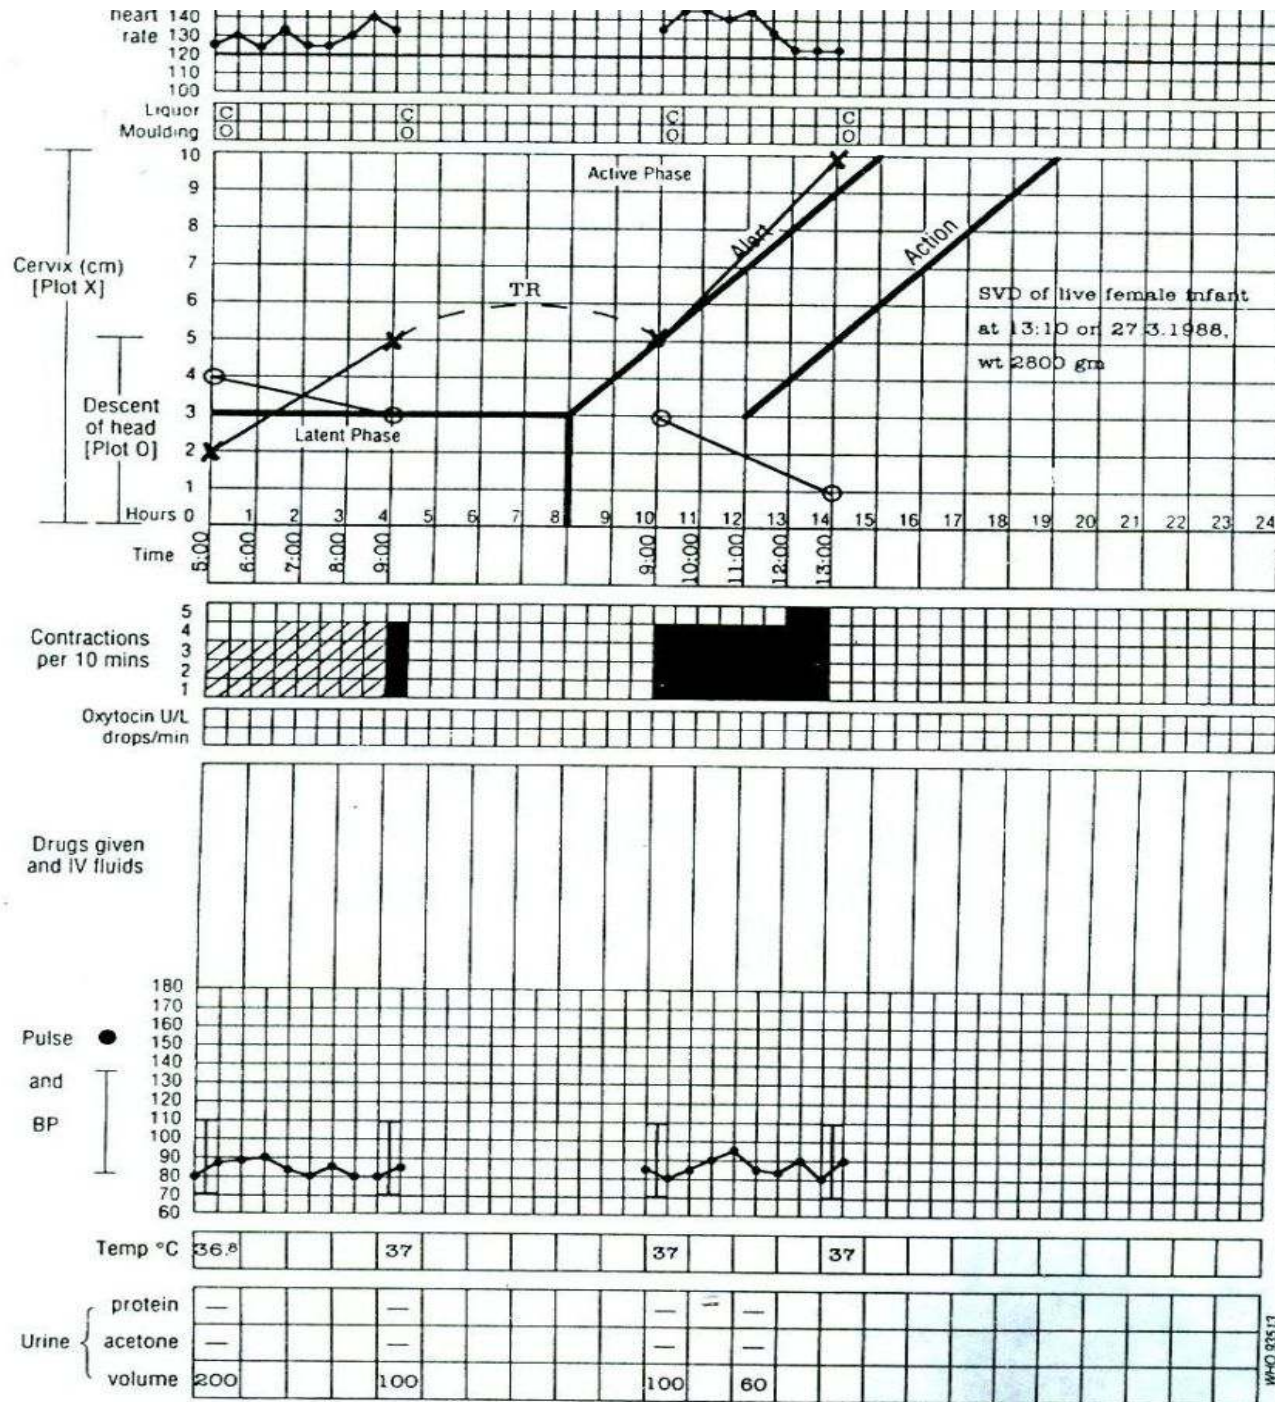 heart 140
rate 130
120
110
100
Liquor C C C C
Moulding O O O O
10
9
8
7
6
5
4
3
2
1
Active Phase
Alert
Action
Cervix (cm)
[Plot X]
TR
SVD of live female infant
at 13:10 on 27.3.1988,
wt 2800 gm
Descent
of head
[Plot O]
Latent Phase
Hours 0 1 2 3 4 5 6 7 8 9 10 11 12 13 14 15 16 17 18 19 20 21 22 23 24
Time 5:00 6:00 7:00 8:00 9:00 9:00 10:00 11:00 12:00 13:00
Contractions
per 10 mins
5
4
3
2
1
Oxytocin U/L
drops/min
Drugs given
and IV fluids
180
170
160
150
140
130
120
110
100
90
80
70
60
Pulse
and
BP
Temp °C 36.8 37 37 37
Urine
protein — — — — —
acetone — — — —
volume 200 100 100 60
WHO 92512